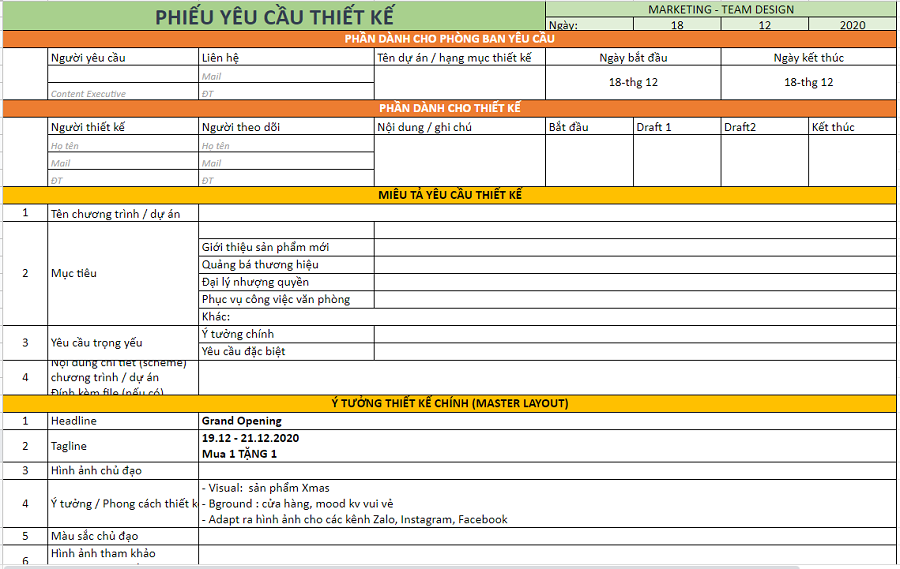 PHIẾU YÊU CẦU THIẾT KẾ
MARKETING - TEAM DESIGN
Ngày: 18 12 2020
PHẦN DÀNH CHO PHÒNG BAN YÊU CẦU
Người yêu cầu Liên hệ Tên dự án / hạng mục thiết kế Ngày bắt đầu Ngày kết thúc
Mail
18-thg 12 18-thg 12
Content Executive ĐT
PHẦN DÀNH CHO THIẾT KẾ
Người thiết kế Người theo dõi Nội dung / ghi chú Bắt đầu Draft 1 Draft2 Kết thúc
Họ tên Họ tên
Mail Mail
ĐT ĐT
MIÊU TẢ YÊU CẦU THIẾT KẾ
1 Tên chương trình / dự án
2 Mục tiêu
Giới thiệu sản phẩm mới
Quảng bá thương hiệu
Đại lý nhượng quyền
Phục vụ công việc văn phòng
Khác:
3 Yêu cầu trọng yếu
Ý tưởng chính
Yêu cầu đặc biệt
4 Nội dung chi tiết (scheme)
chương trình / dự án
Đính kèm file (nếu có)
Ý TƯỞNG THIẾT KẾ CHÍNH (MASTER LAYOUT)
1 Headline Grand Opening
2 Tagline 19.12 - 21.12.2020
Mua 1 TẶNG 1
3 Hình ảnh chủ đạo
4 Ý tưởng / Phong cách thiết k
- Visual: sản phẩm Xmas
- Bground : cửa hàng, mood kv vui vẻ
- Adapt ra hình ảnh cho các kênh Zalo, Instagram, Facebook
5 Màu sắc chủ đạo
6 Hình ảnh tham khảo